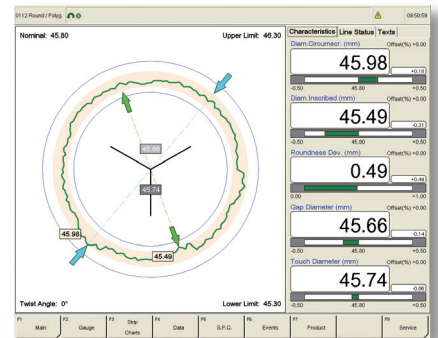 0112 Round / Polyg.
09:50:59
Nominal: 45.80
Upper Limit: 46.30
45.66
45.74
45.98
45.49
Twist Angle: 0°
Lower Limit: 45.30
Characteristics Line Status Texts
Diam.Circumscr. (mm) Offset(%) +0.00
45.98
+0.18
-0.50 45.80 +0.50
Diam.Inscribed (mm) Offset(%) +0.00
45.49
-0.31
-0.50 45.80 +0.50
Roundness Dev. (mm) Offset(%) +0.00
0.49
+0.49
0.00 +1.00
Gap Diameter (mm) Offset(%) +0.00
45.66
-0.14
-0.50 45.80 +0.50
Touch Diameter (mm) Offset(%) +0.00
45.74
-0.06
-0.50 45.80 +0.50
F1 Main
F2 Gauge
F3 Strip Charts
F4 Data
F5 S.P.C.
F6 Events
F7 Product
F9 Service